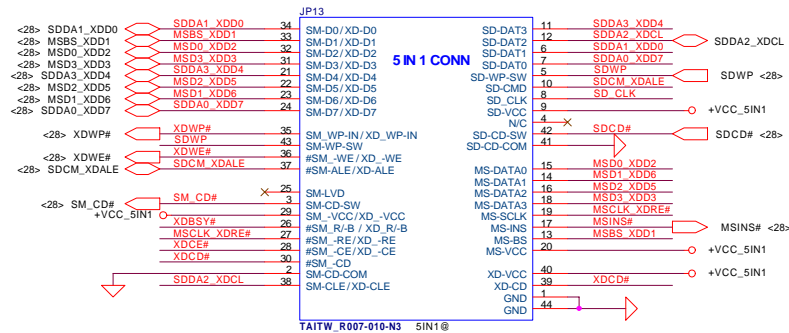 JP13
5 IN 1 CONN
<28> SDDA1_XDD0 SDDA1_XDD0 34 SM-D0/XD-D0
<28> MSBS_XDD1 MSBS_XDD1 33 SM-D1/XD-D1
<28> MSD0_XDD2 MSD0_XDD2 32 SM-D2/XD-D2
<28> MSD3_XDD3 MSD3_XDD3 31 SM-D3/XD-D3
<28> SDDA3_XDD4 SDDA3_XDD4 21 SM-D4/XD-D4
<28> MSD2_XDD5 MSD2_XDD5 22 SM-D5/XD-D5
<28> MSD1_XDD6 MSD1_XDD6 23 SM-D6/XD-D6
<28> SDDA0_XDD7 SDDA0_XDD7 24 SM-D7/XD-D7
<28> XDWP# XDWP# 35 SM_WP-IN/XD_WP-IN
SDWP 43 SM-WP-SW
<28> XDWE# XDWE# 36 #SM_-WE/XD_-WE
<28> SDCM_XDALE SDCM_XDALE 37 #SM-ALE/XD-ALE
25 SM-LVD
<28> SM_CD# SM_CD# 3 SM-CD-SW
+VCC_5IN1 29 SM_-VCC/XD_-VCC
XDBSY# 26 #SM_R/-B /XD_R/-B
MSCLK_XDRE# 27 #SM_-RE/XD_-RE
XDCE# 28 #SM_-CE/XD_-CE
XDCD# 30 #SM_-CD
2 SM-CD-COM
SDDA2_XDCL 38 SM-CLE/XD-CLE
SD-DAT3 11 SDDA3_XDD4
SD-DAT2 12 SDDA2_XDCL SDDA2_XDCL
SD-DAT1 6 SDDA1_XDD0
SD-DAT0 7 SDDA0_XDD7
SD-WP-SW 5 SDWP SDWP <28>
SD-CMD 10 SDCM_XDALE
SD_CLK 8 SD_CLK
SD-VCC 9 +VCC_5IN1
N/C 4
SD-CD-SW 42 SDCD# SDCD# <28>
SD-CD-COM 41
MS-DATA0 15 MSD0_XDD2
MS-DATA1 14 MSD1_XDD6
MS-DATA2 16 MSD2_XDD5
MS-DATA3 18 MSD3_XDD3
MS-SCLK 19 MSCLK_XDRE#
MS-INS 17 MSINS# MSINS# <28>
MS-BS 13 MSBS_XDD1
MS-VCC 20 +VCC_5IN1
XD-VCC 40 +VCC_5IN1
XD-CD 39 XDCD#
GND 1
GND 44
TAITW_R007-010-N3 5IN1@